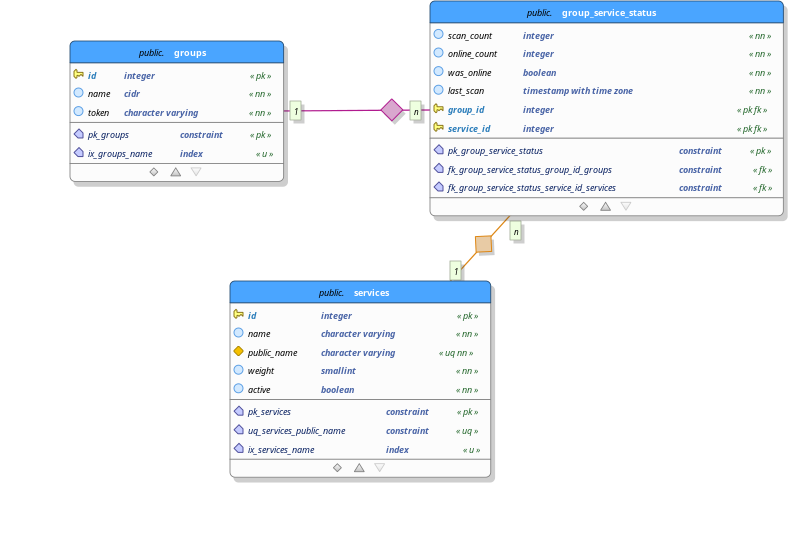 public. groups
id integer « pk »
name cidr « nn »
token character varying « nn »
pk_groups constraint « pk »
ix_groups_name index « u »
1
n
public. group_service_status
scan_count integer « nn »
online_count integer « nn »
was_online boolean « nn »
last_scan timestamp with time zone « nn »
group_id integer « pk fk »
service_id integer « pk fk »
pk_group_service_status constraint « pk »
fk_group_service_status_group_id_groups constraint « fk »
fk_group_service_status_service_id_services constraint « fk »
n
1
public. services
id integer « pk »
name character varying « nn »
public_name character varying « uq nn »
weight smallint « nn »
active boolean « nn »
pk_services constraint « pk »
uq_services_public_name constraint « uq »
ix_services_name index « u »